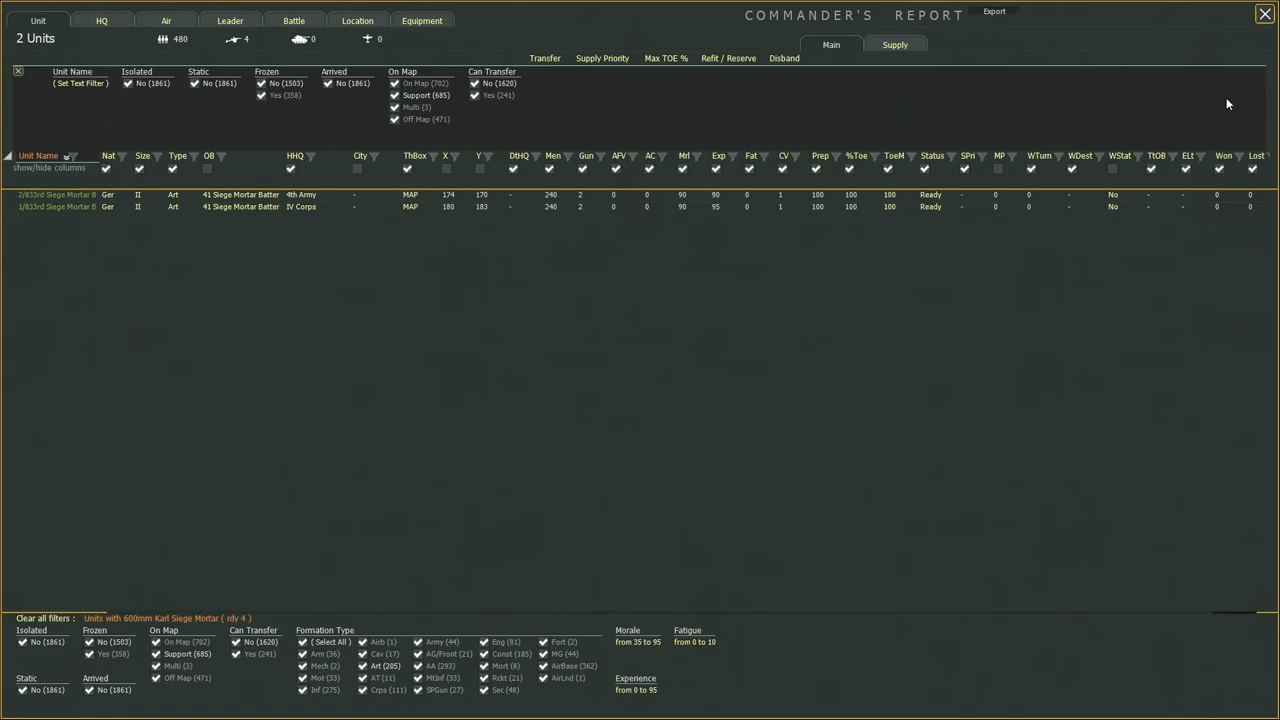 Unit HQ Air Leader Battle Location Equipment COMMANDER'S REPORT Export
2 Units 480 4 0 0 Main Supply
Transfer Supply Priority Max TOE % Refit / Reserve Disband
Unit Name Isolated Static Frozen Arrived On Map Can Transfer
( Set Text Filter ) No (1861) No (1861) No (1503) No (1861) On Map (702) No (1620)
Yes (358) Support (685) Yes (241)
Multi (3)
Off Map (471)
Unit Name Nat Size Type OB HHQ City ThBox X Y DtHQ Men Gun AFV AC Mrl Exp Fat CV Prep %Toe ToeM Status SPri MP WTurn WDest WStat TtOB ELt Won Lost
show/hide columns
2/833rd Siege Mortar B Ger II Art 41 Siege Mortar Batter 4th Army - MAP 174 170 - 240 2 0 0 90 90 0 1 100 100 100 Ready - 0 0 - No - - 0 0
1/833rd Siege Mortar B Ger II Art 41 Siege Mortar Batter IV Corps - MAP 180 183 - 240 2 0 0 90 95 0 1 100 100 100 Ready - 0 0 - No - - 0 0
Clear all filters : Units with 600mm Karl Siege Mortar ( rdy 4 )
Isolated Frozen On Map Can Transfer Formation Type Morale Fatigue
No (1861) No (1503) On Map (702) No (1620) ( Select All ) Airb (1) Army (44) Eng (81) Fort (2) from 35 to 95 from 0 to 10
Yes (358) Support (685) Yes (241) Arm (36) Cav (17) AG/Front (21) Const (185) MG (44)
Multi (3) Mech (2) Art (205) AA (293) Mort (8) AirBase (362)
Static Arrived Off Map (471) Mot (33) AT (11) MtInf (33) Rckt (21) AirLnd (1) Experience
No (1861) No (1861) Inf (275) Crps (111) SPGun (27) Sec (48) from 0 to 95